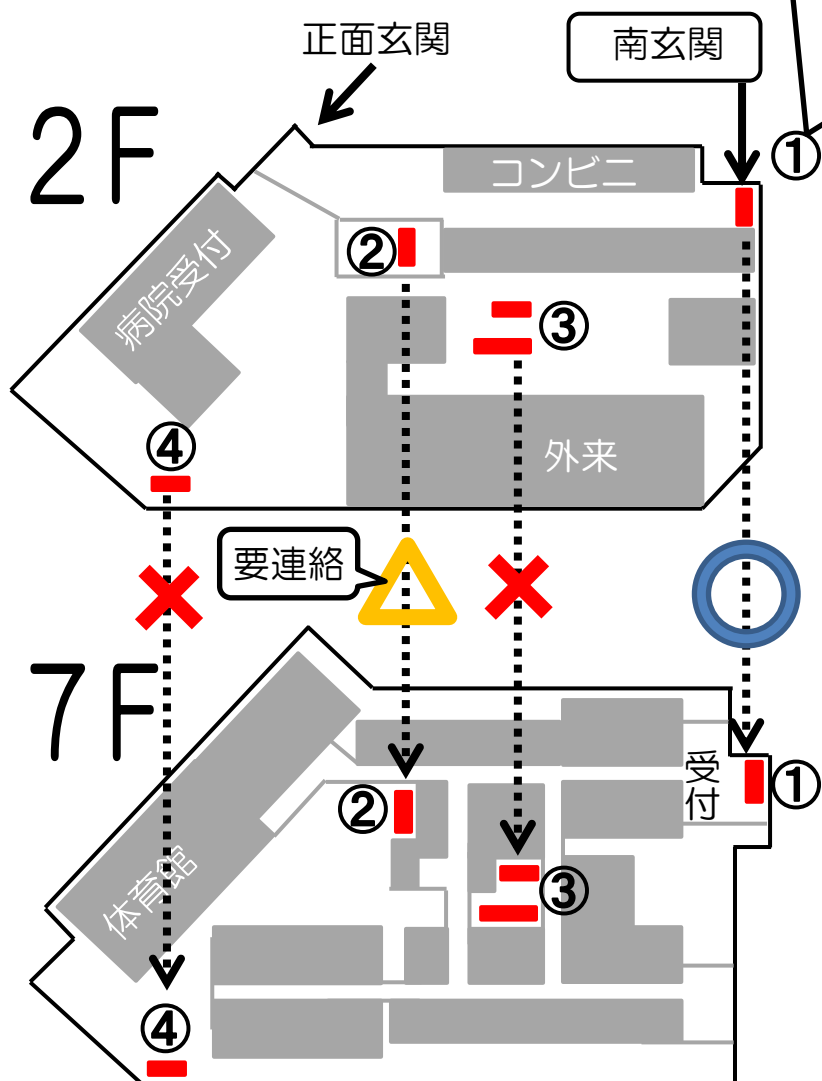 正面玄関
南玄関
2F
①
コンビニ
②
病院受付
③
外来
④
要連絡
7F
受付
①
②
体育館
③
④